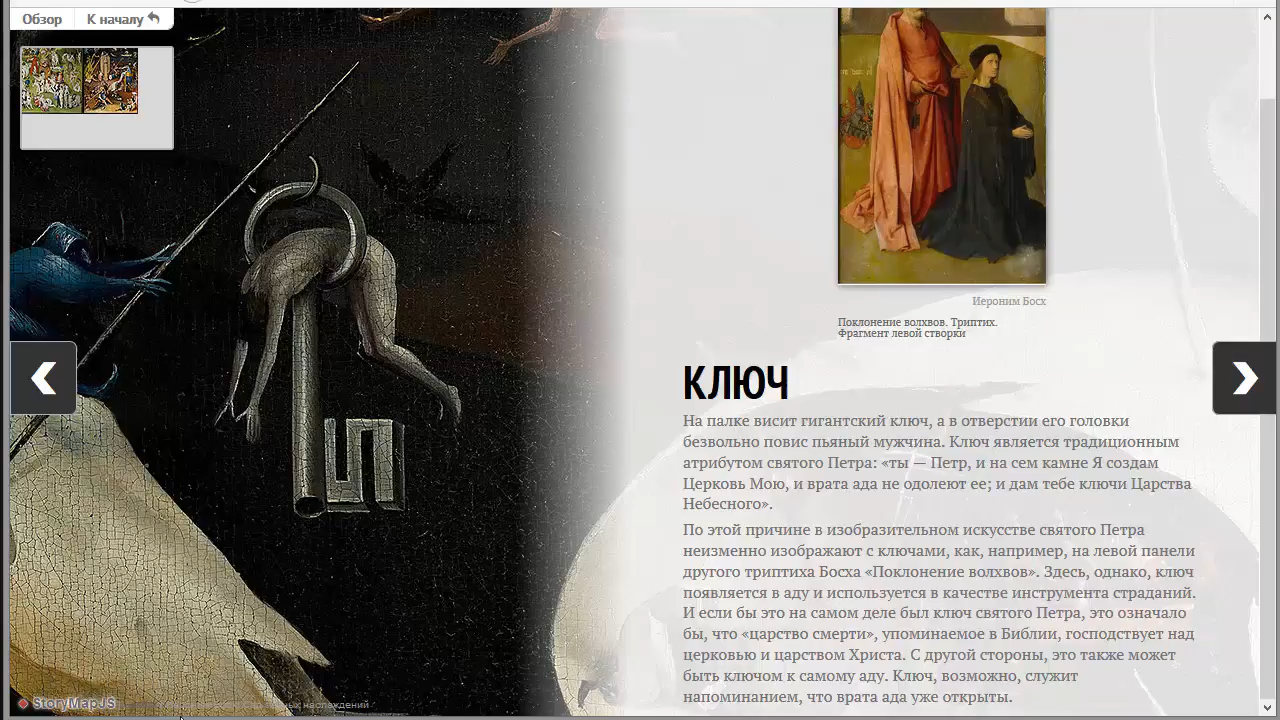 Обзор
К началу
Иероним Босх
Поклонение волхвов. Триптих.
Фрагмент левой створки
КЛЮЧ
На палке висит гигантский ключ, а в отверстии его головки
безвольно повис пьяный мужчина. Ключ является традиционным
атрибутом святого Петра: «ты — Петр, и на сем камне Я создам
Церковь Мою, и врата ада не одолеют ее; и дам тебе ключи Царства
Небесного».
По этой причине в изобразительном искусстве святого Петра
неизменно изображают с ключами, как, например, на левой панели
другого триптиха Босха «Поклонение волхвов». Здесь, однако, ключ
появляется в аду и используется в качестве инструмента страданий.
И если бы это на самом деле был ключ святого Петра, это означало
бы, что «царство смерти», упоминаемое в Библии, господствует над
церковью и царством Христа. С другой стороны, это также может
быть ключом к самому аду. Ключ, возможно, служит
напоминанием, что врата ада уже открыты.
StoryMapJS
наслаждений